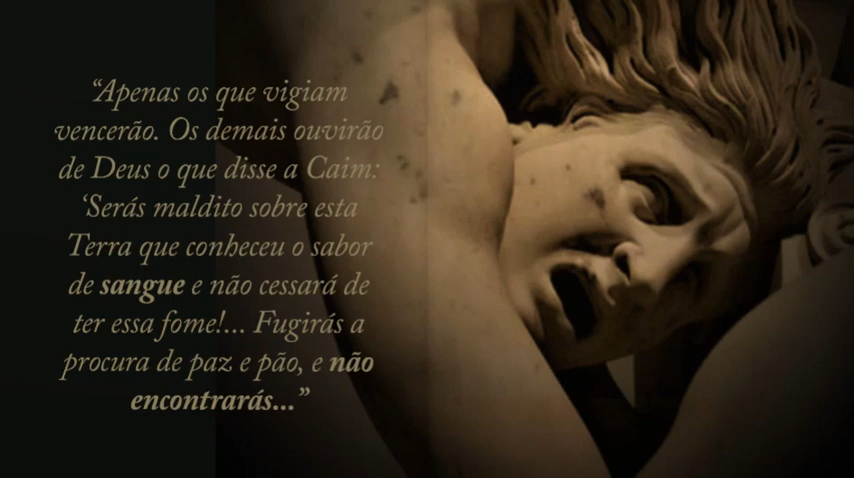 “Apenas os que vigiam
vencerão. Os demais ouvirão
de Deus o que disse a Caim:
‘Serás maldito sobre esta
Terra que conheceu o sabor
de sangue e não cessará de
ter essa fome!... Fugirás a
procura de paz e pão, e não
encontrarás...”